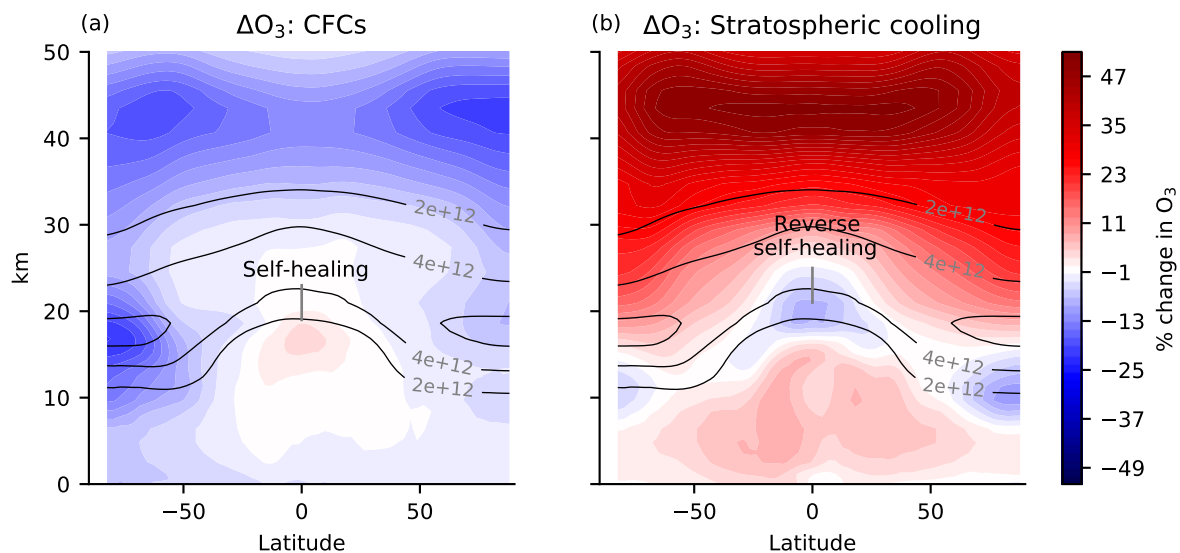 (a)
ΔO₃: CFCs
(b)
ΔO₃: Stratospheric cooling
50
40
30
20
10
0
km
2e+12
4e+12
Self-healing
4e+12
2e+12
−50
0
50
Latitude
2e+12
Reverse
self-healing
4e+12
4e+12
2e+12
−50
0
50
Latitude
47
35
23
11
−1
−13
−25
−37
−49
% change in O₃